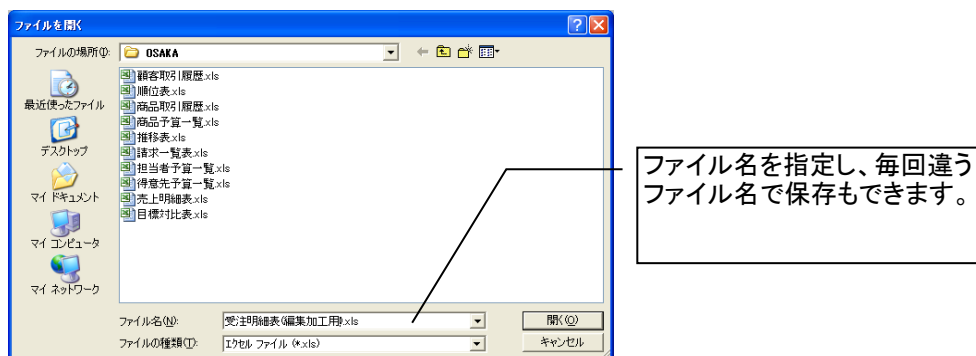 ファイルを開く
ファイルの場所(I):
OSAKA
顧客取引履歴.xls
順位表.xls
商品取引履歴.xls
商品予算一覧.xls
推移表.xls
請求一覧表.xls
担当者予算一覧.xls
得意先予算一覧.xls
売上明細表.xls
目標対比表.xls
最近使ったファイル
デスクトップ
マイ ドキュメント
マイ コンピュータ
マイ ネットワーク
ファイル名(N):
受注明細表(編集加工用).xls
開く(O)
ファイルの種類(T):
エクセル ファイル (*.xls)
キャンセル
ファイル名を指定し、毎回違う
ファイル名で保存もできます。